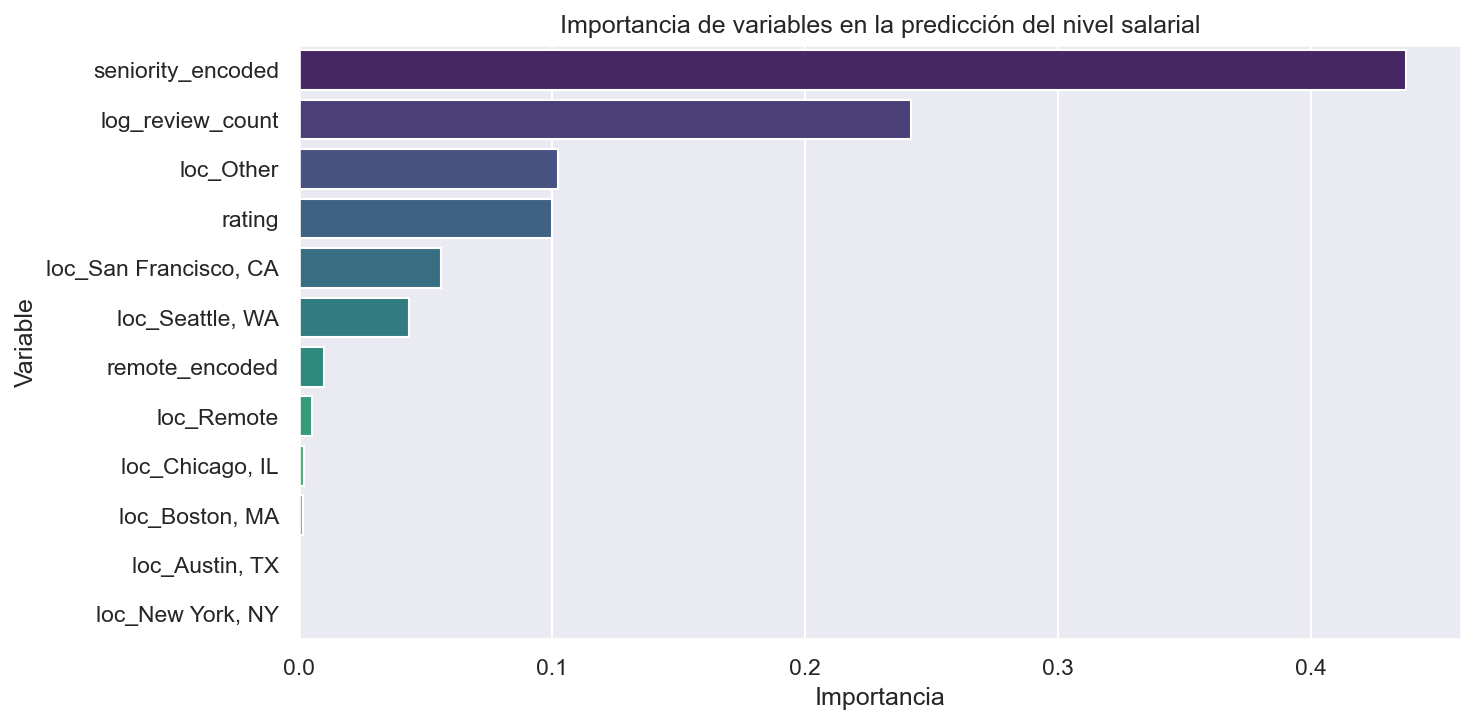 Importancia de variables en la predicción del nivel salarial
seniority_encoded
log_review_count
loc_Other
rating
loc_San Francisco, CA
loc_Seattle, WA
remote_encoded
loc_Remote
loc_Chicago, IL
loc_Boston, MA
loc_Austin, TX
loc_New York, NY
Variable
0.0 0.1 0.2 0.3 0.4
Importancia